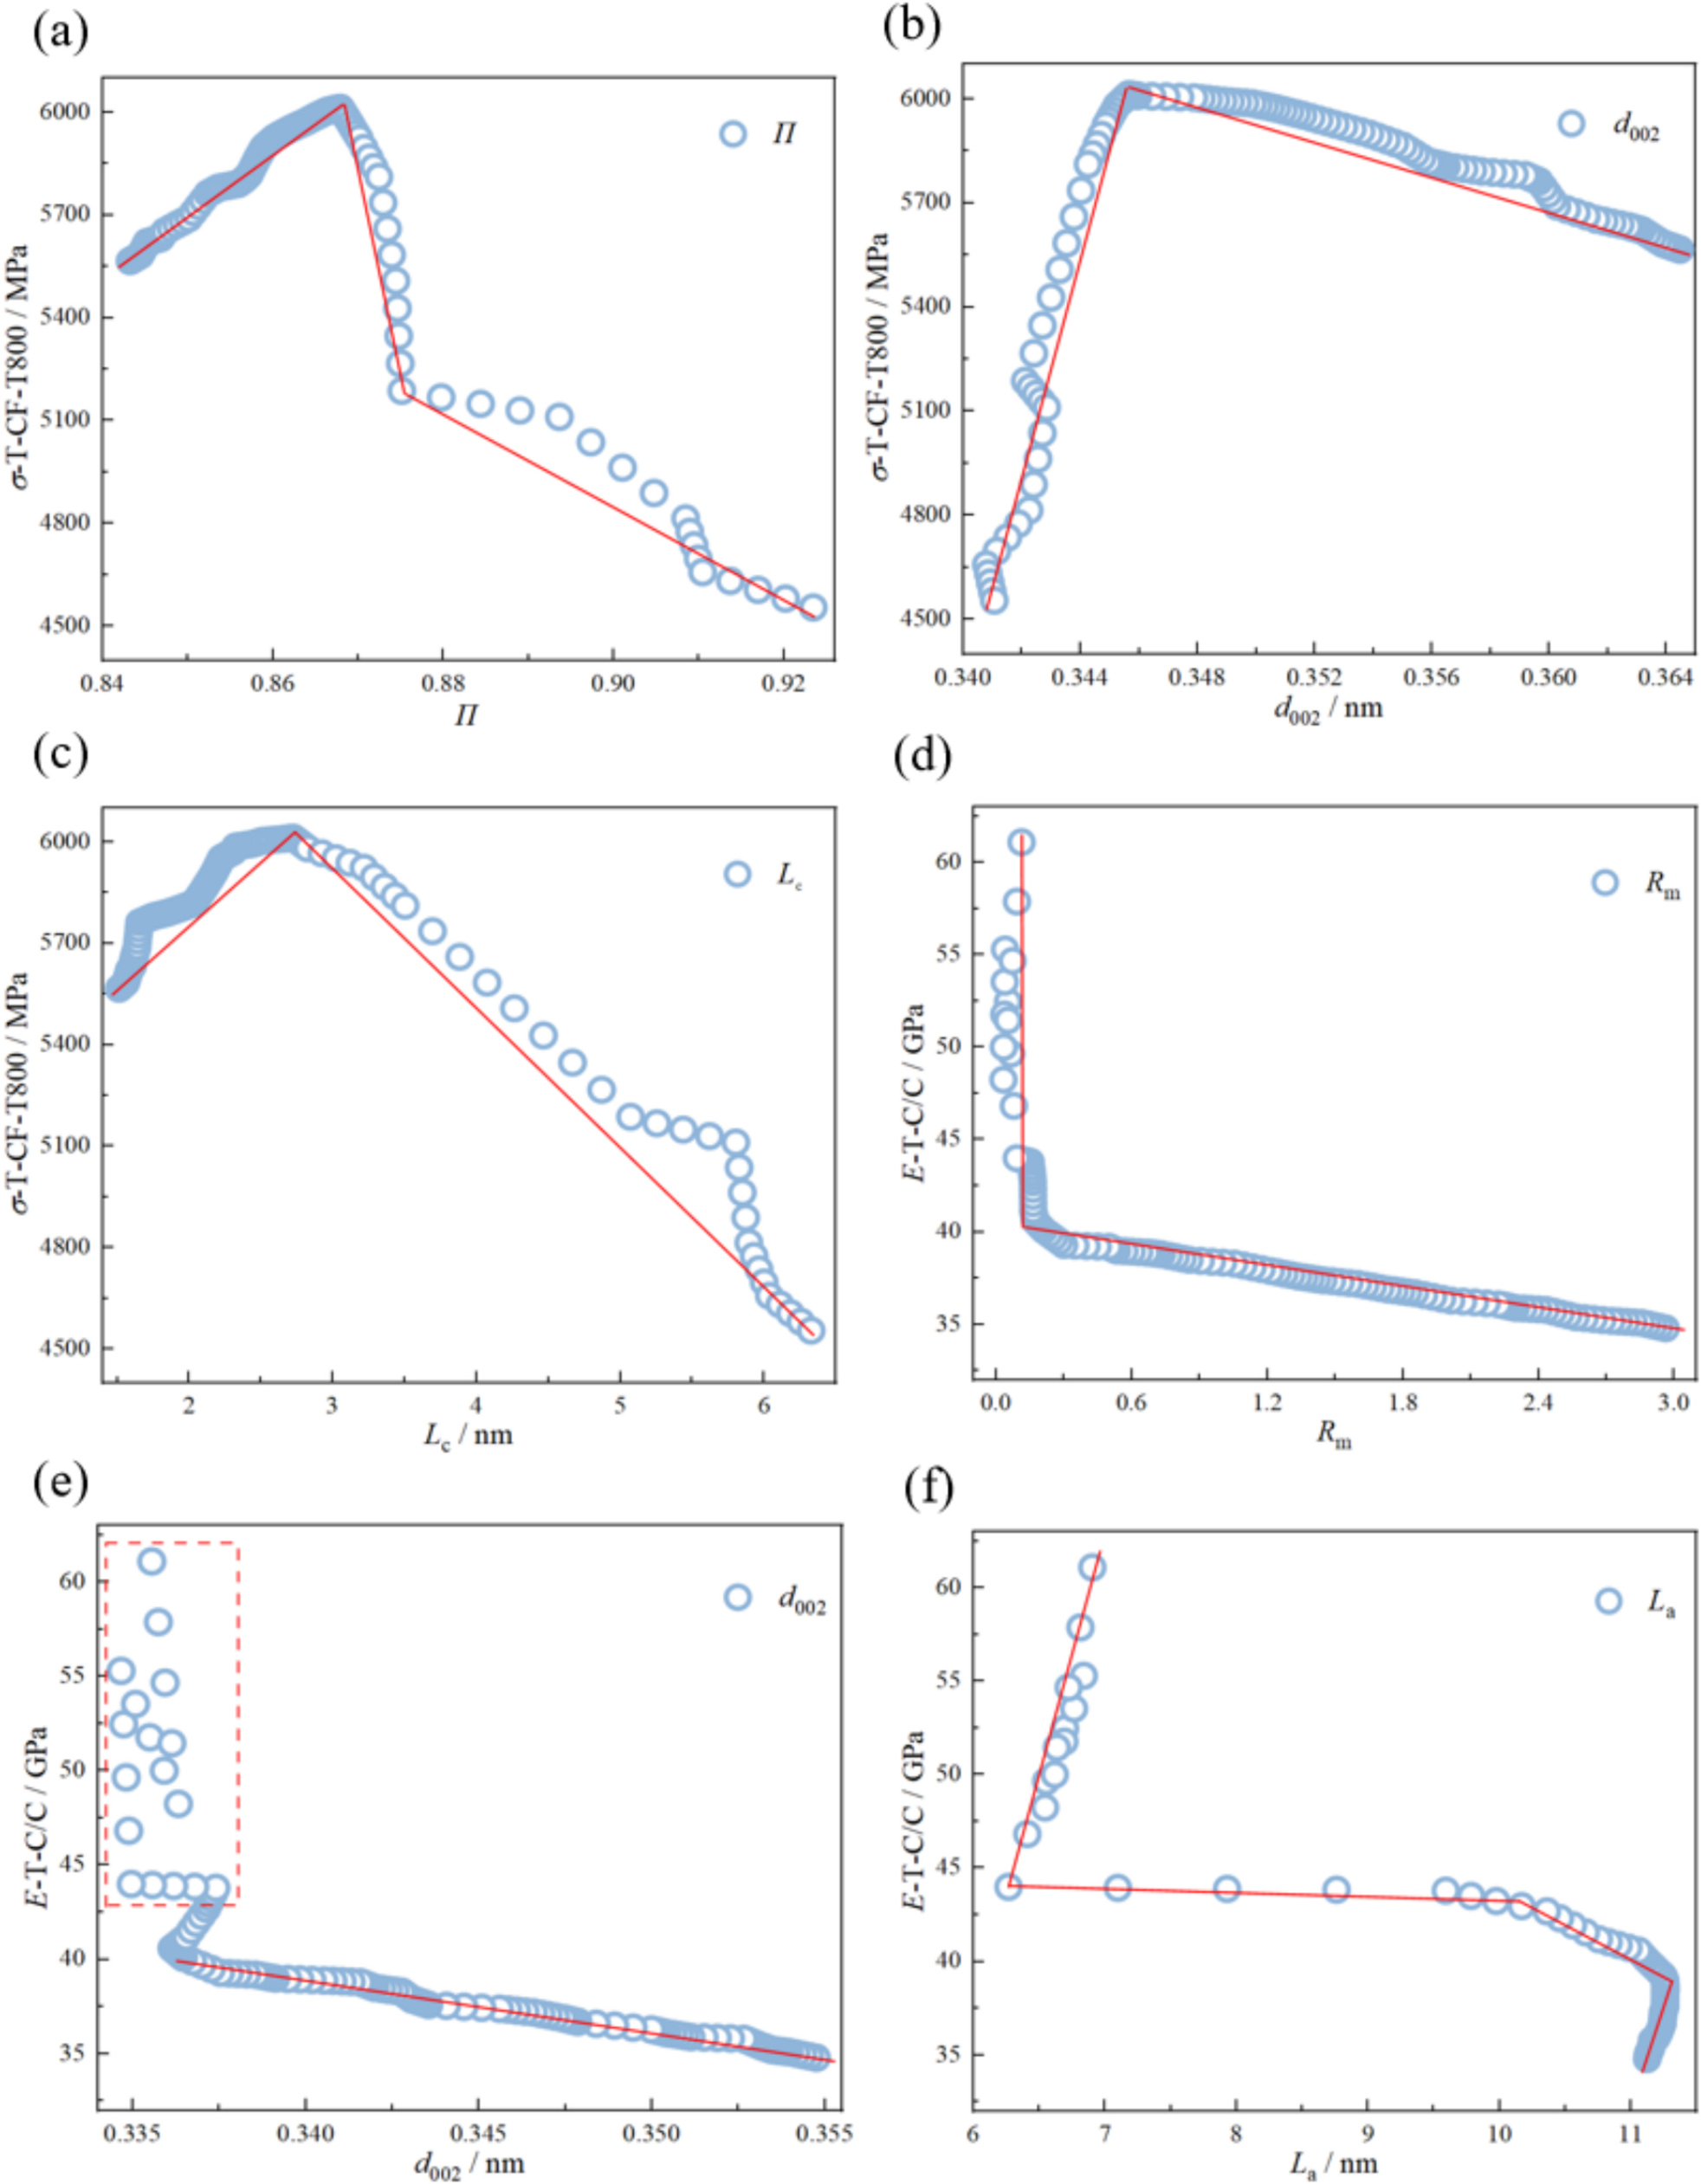 (a)
6000
5700
5400
5100
4800
4500
σ-T-CF-T800 / MPa
Π
0.84 0.86 0.88 0.90 0.92
Π
(b)
6000
5700
5400
5100
4800
4500
σ-T-CF-T800 / MPa
d002
0.340 0.344 0.348 0.352 0.356 0.360 0.364
d002 / nm
(c)
6000
5700
5400
5100
4800
4500
σ-T-CF-T800 / MPa
Lc
2 3 4 5 6
Lc / nm
(d)
60
55
50
45
40
35
E-T-C/C / GPa
Rm
0.0 0.6 1.2 1.8 2.4 3.0
Rm
(e)
60
55
50
45
40
35
E-T-C/C / GPa
d002
0.335 0.340 0.345 0.350 0.355
d002 / nm
(f)
60
55
50
45
40
35
E-T-C/C / GPa
La
6 7 8 9 10 11
La / nm